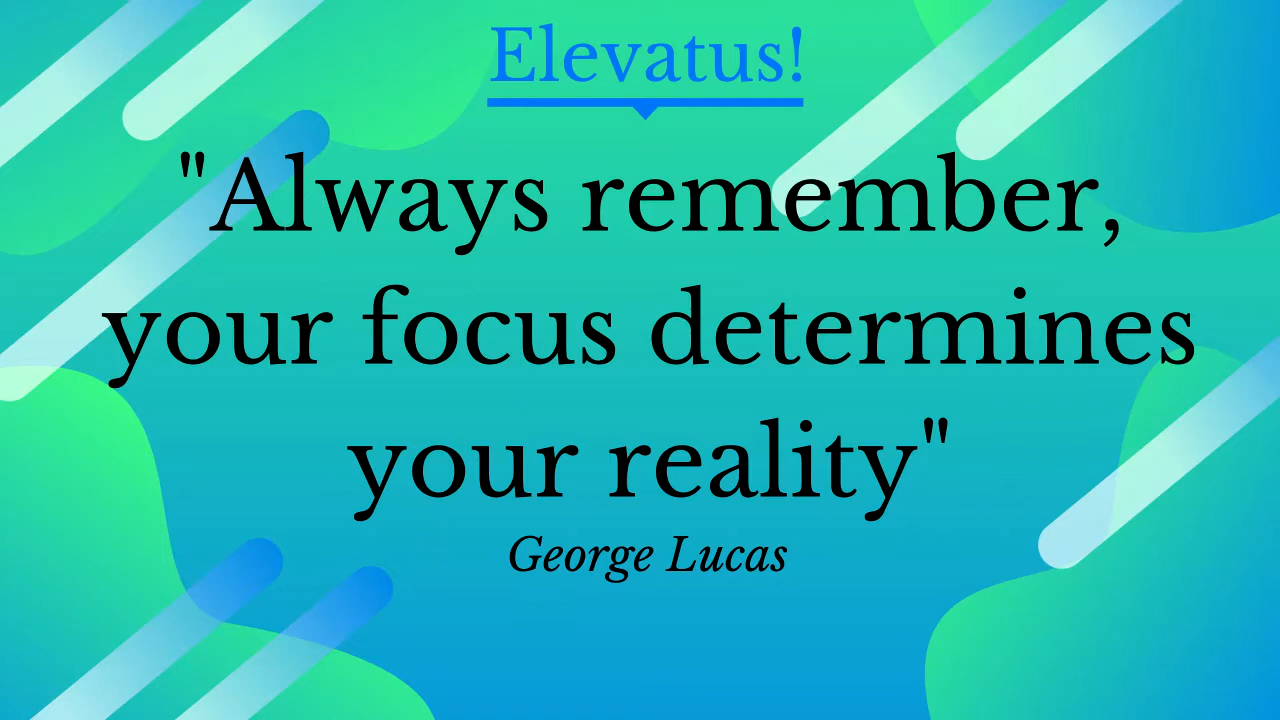 Elevatus!
"Always remember,
your focus determines
your reality"
George Lucas